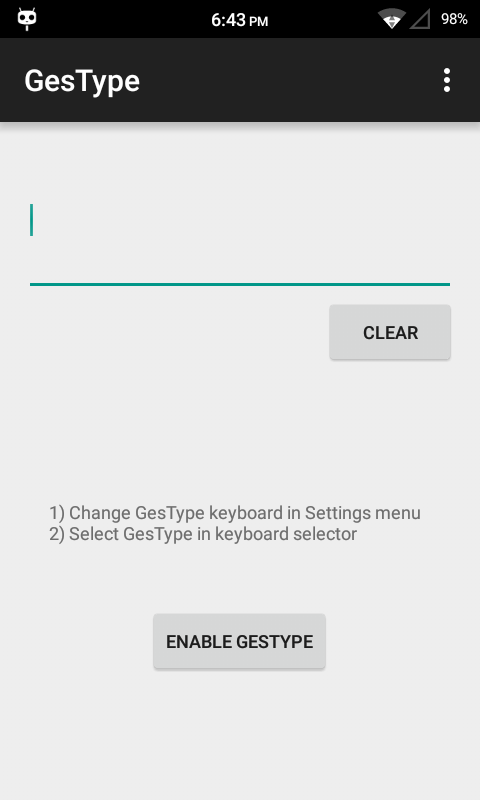 6:43 PM 98%
GesType
CLEAR
1) Change GesType keyboard in Settings menu
2) Select GesType in keyboard selector
ENABLE GESTYPE